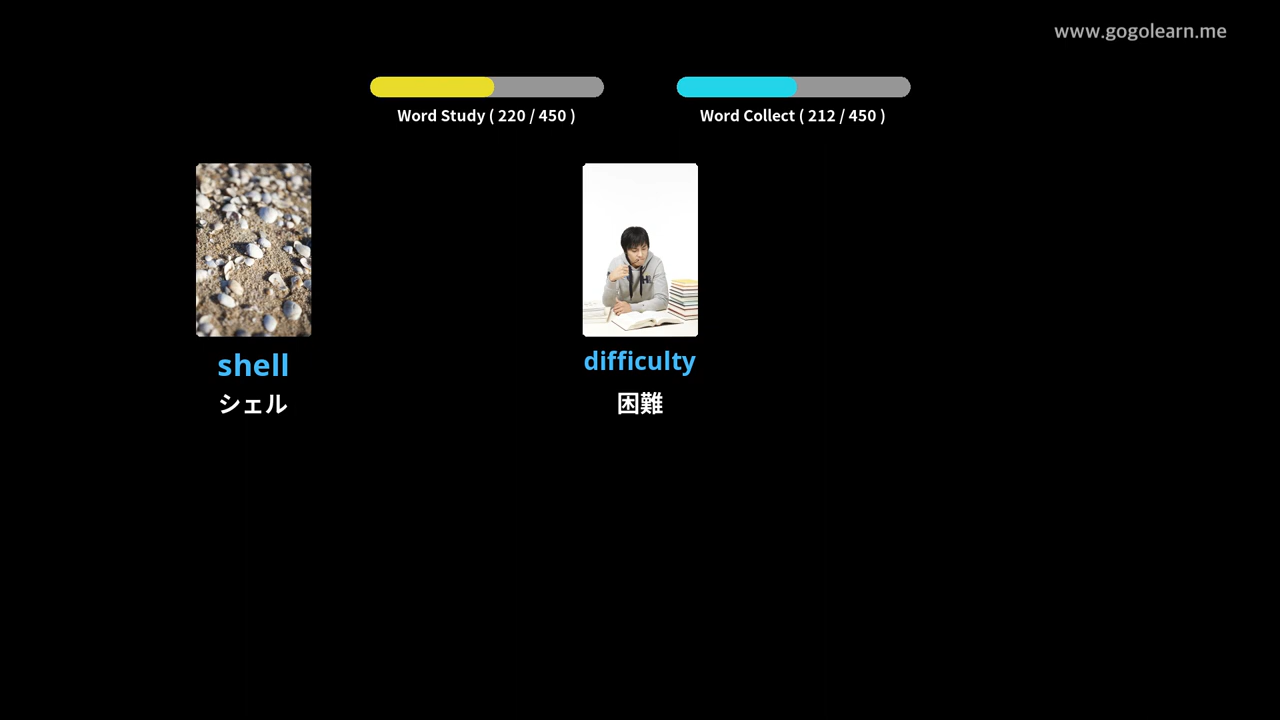 www.gogolearn.me
Word Study ( 220 / 450 )
Word Collect ( 212 / 450 )
shell
シェル
difficulty
困難